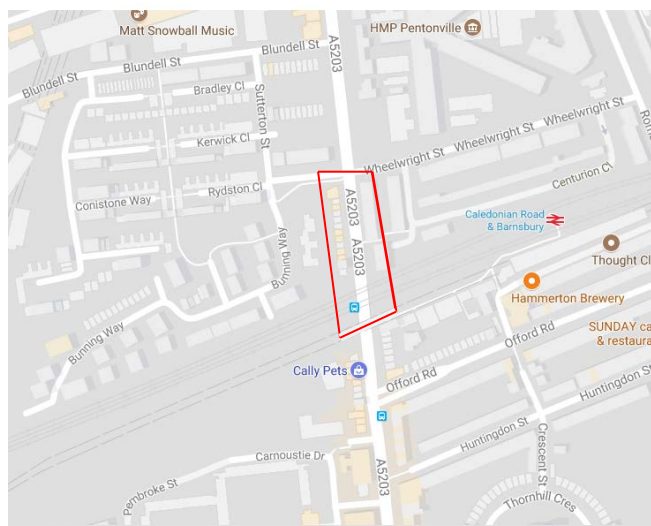 Matt Snowball Music
HMP Pentonville
A5203
Blundell St
Blundell St
Blundell St
Bradley Cl
Sutterton St
Kerwick Cl
Wheelwright St
Wheelwright St
Wheelwright St
Centurion Cl
Rydston Cl
Conistone Way
A5203
A5203
Caledonian Road
& Barnsbury
Bunning Way
Thought Cl
Hammerton Brewery
Bunning Way
SUNDAY ca
& restaura
Offord Rd
Cally Pets
Offord Rd
Huntingdon St
Huntingdon St
Crescent St
Carnoustie Dr
A5203
Pembroke St
Thornhill Cres